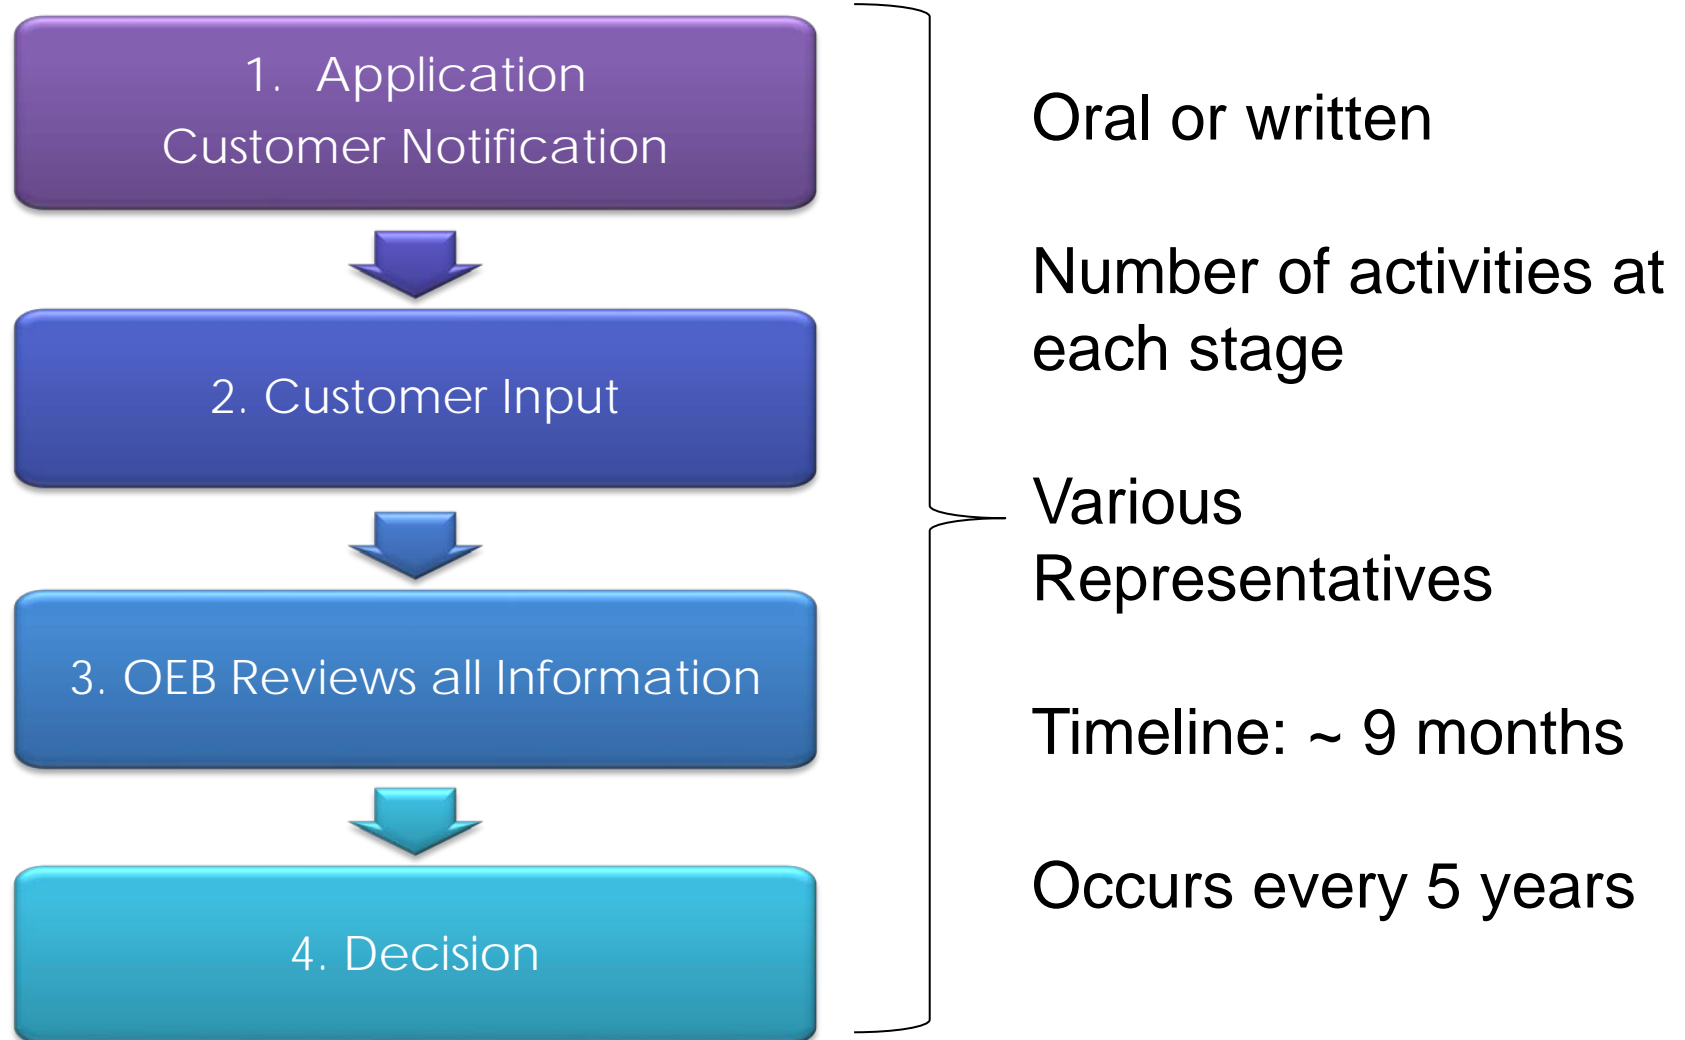 1. Application
Customer Notification
2. Customer Input
3. OEB Reviews all Information
4. Decision
Oral or written
Number of activities at
each stage
Various
Representatives
Timeline: ~ 9 months
Occurs every 5 years